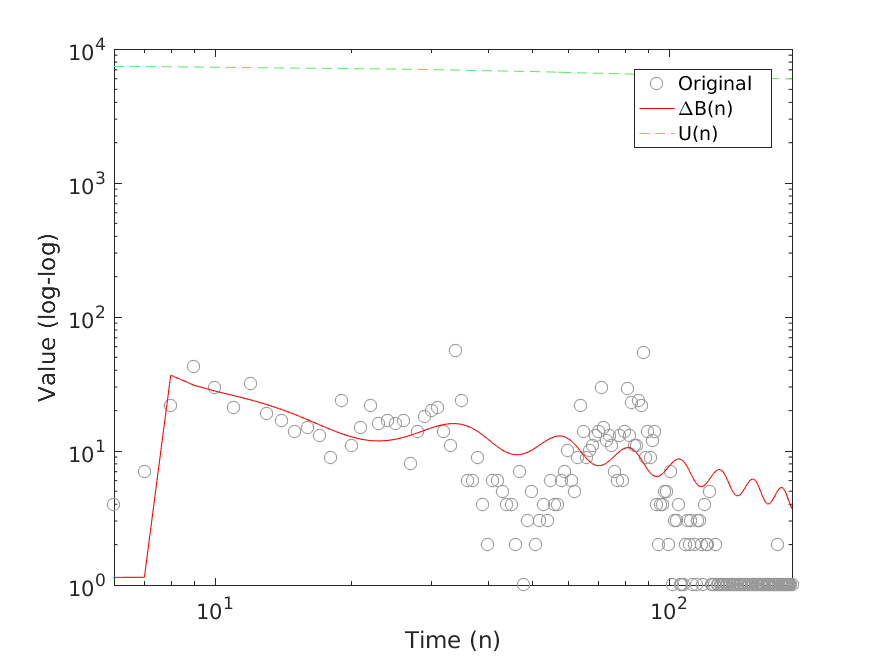 10^4
10^3
10^2
10^1
10^0
Value (log-log)
Original
ΔB(n)
U(n)
10^1
10^2
Time (n)